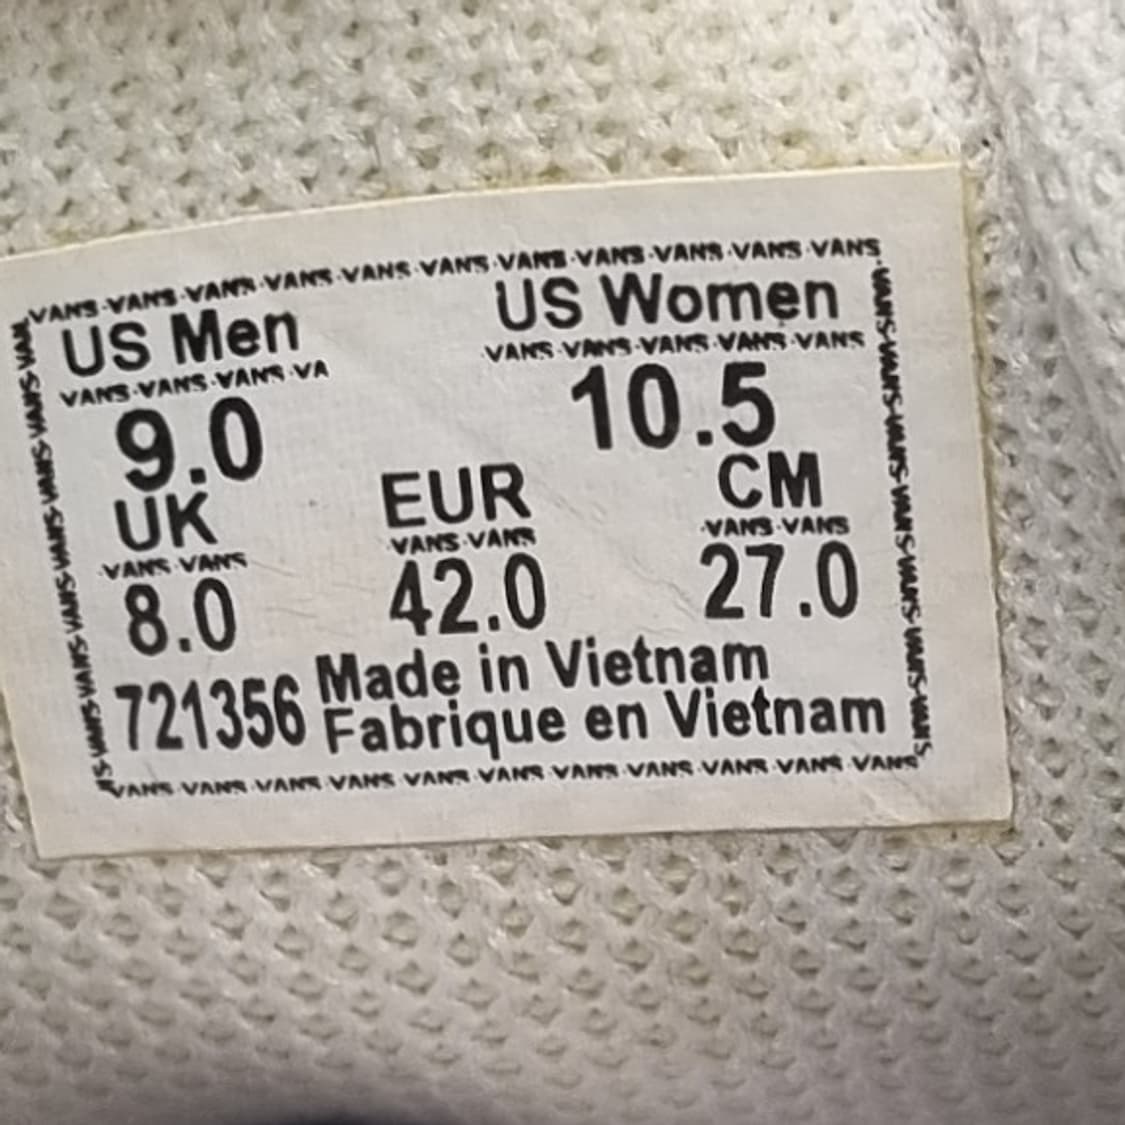 VANS·VANS·VANS·VANS·VANS·VANS·VANS·VANS·VANS·VANS·VANS
US Men US Women
VANS·VANS·VANS·VA VANS·VANS·VANS·VANS·VANS
9.0 10.5
UK EUR CM
VANS·VANS VANS·VANS ·VANS·VANS
8.0 42.0 27.0
721356 Made in Vietnam
Fabrique en Vietnam
VANS·VANS·VANS·VANS·VANS·VANS·VANS·VANS·VANS·VANS·VANS